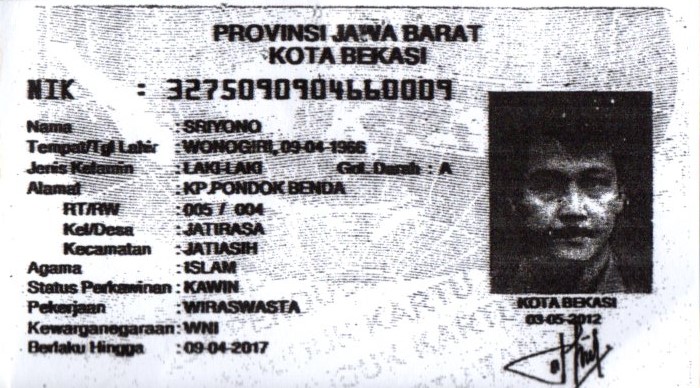 PROVINSI JAWA BARAT
KOTA BEKASI
NIK : 3275090904660009
Nama : SRIYONO
Tempat/Tgl Lahir : WONOGIRI, 09-04-1966
Jenis Kelamin : LAKI-LAKI Gol. Darah : A
Alamat : KP.PONDOK BENDA
RT/RW : 005 / 004
Kel/Desa : JATIRASA
Kecamatan : JATIASIH
Agama : ISLAM
Status Perkawinan : KAWIN
Pekerjaan : WIRASWASTA
Kewarganegaraan : WNI
Berlaku Hingga : 09-04-2017
KOTA BEKASI
03-05-2012